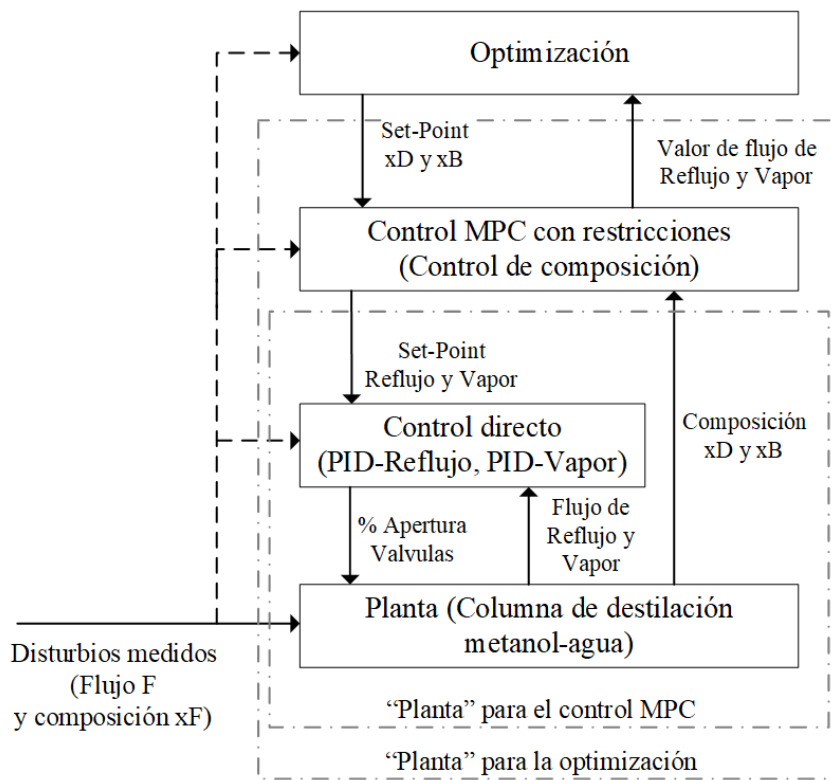 Optimización
Set-Point
xD y xB
Valor de flujo de
Reflujo y Vapor
Control MPC con restricciones
(Control de composición)
Set-Point
Reflujo y Vapor
Composición
xD y xB
Control directo
(PID-Reflujo, PID-Vapor)
% Apertura
Valvulas
Flujo de
Reflujo y
Vapor
Planta (Columna de destilación
metanol-agua)
Disturbios medidos
(Flujo F
y composición xF)
“Planta” para el control MPC
“Planta” para la optimización